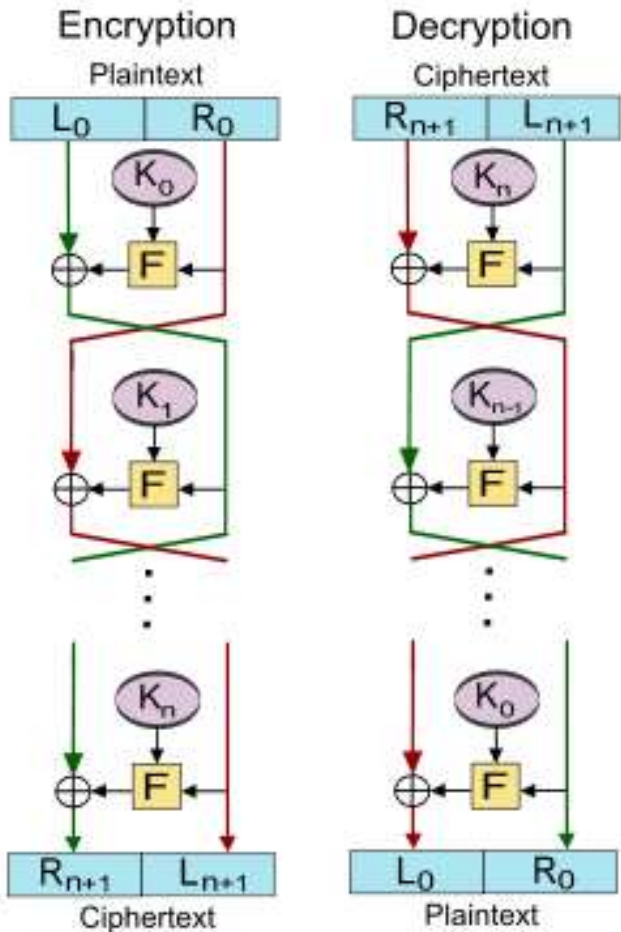 Encryption
Plaintext
L₀ R₀
K₀
F
K₁
F
Kₙ
F
Rₙ₊₁ Lₙ₊₁
Ciphertext
Decryption
Ciphertext
Rₙ₊₁ Lₙ₊₁
Kₙ
F
Kₙ₋₁
F
K₀
F
L₀ R₀
Plaintext